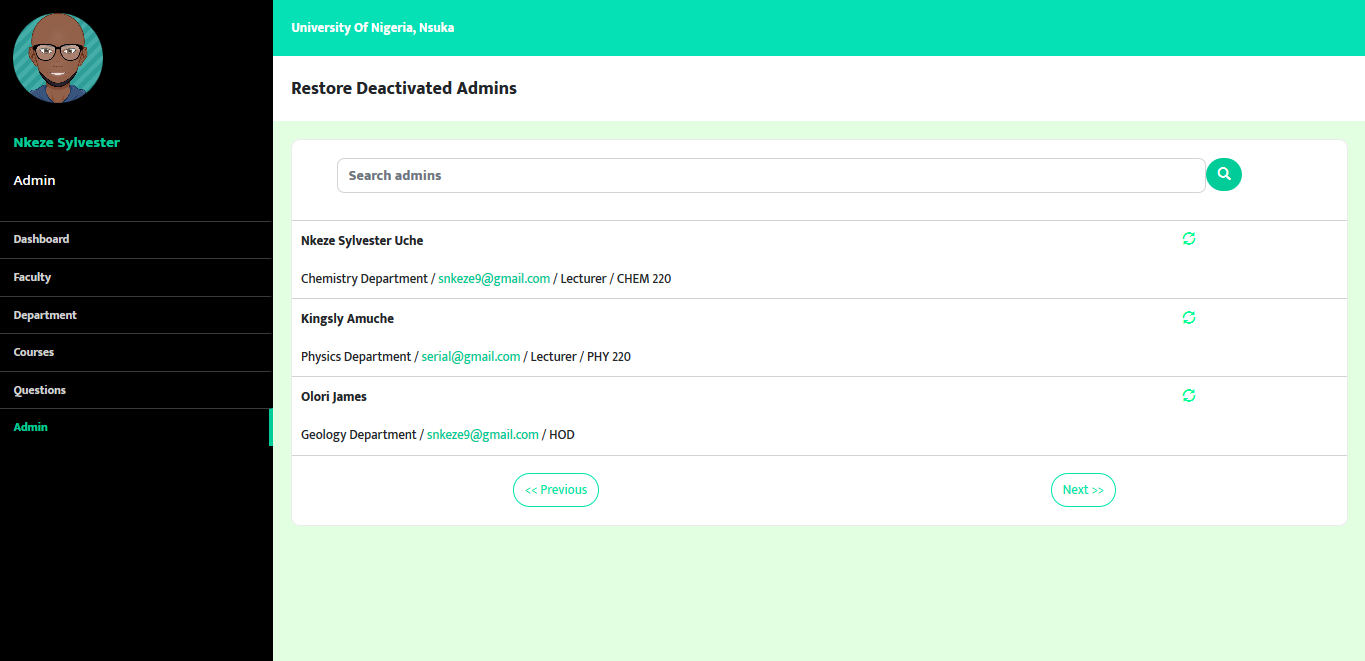 University Of Nigeria, Nsuka
Nkeze Sylvester
Admin
Dashboard
Faculty
Department
Courses
Questions
Admin
Restore Deactivated Admins
Search admins
Nkeze Sylvester Uche
Chemistry Department / snkeze9@gmail.com / Lecturer / CHEM 220
Kingsly Amuche
Physics Department / serial@gmail.com / Lecturer / PHY 220
Olori James
Geology Department / snkeze9@gmail.com / HOD
<< Previous
Next >>